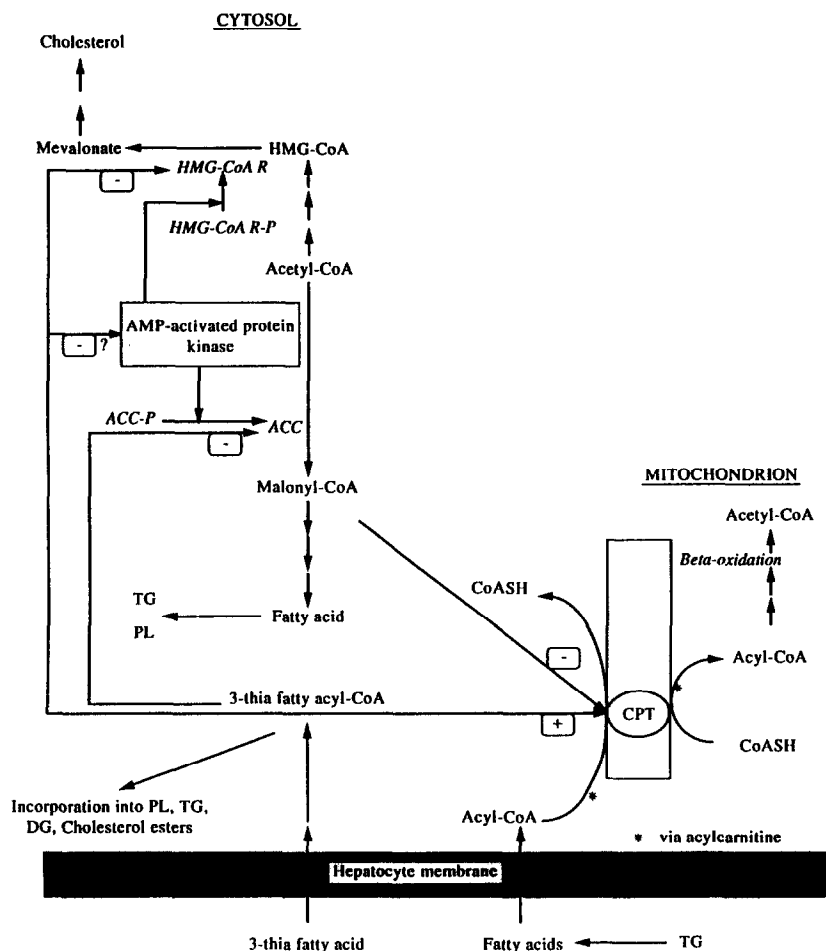 CYTOSOL
Cholesterol
Mevalonate
HMG-CoA
-
HMG-CoA R
HMG-CoA R-P
Acetyl-CoA
AMP-activated protein
kinase
- ?
ACC-P
ACC
-
Malonyl-CoA
MITOCHONDRION
Acetyl-CoA
Beta-oxidation
CoASH
TG
PL
Fatty acid
-
Acyl-CoA
3-thia fatty acyl-CoA
+
CPT
CoASH
Incorporation into PL, TG,
DG, Cholesterol esters
Acyl-CoA
*
*
* via acylcarnitine
Hepatocyte membrane
3-thia fatty acid
Fatty acids
TG